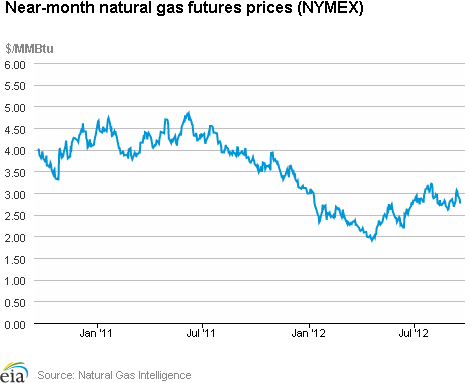 Near-month natural gas futures prices (NYMEX)
$/MMBtu
6.00
5.50
5.00
4.50
4.00
3.50
3.00
2.50
2.00
1.50
1.00
0.50
0.00
Jan '11
Jul '11
Jan '12
Jul '12
eia
Source: Natural Gas Intelligence